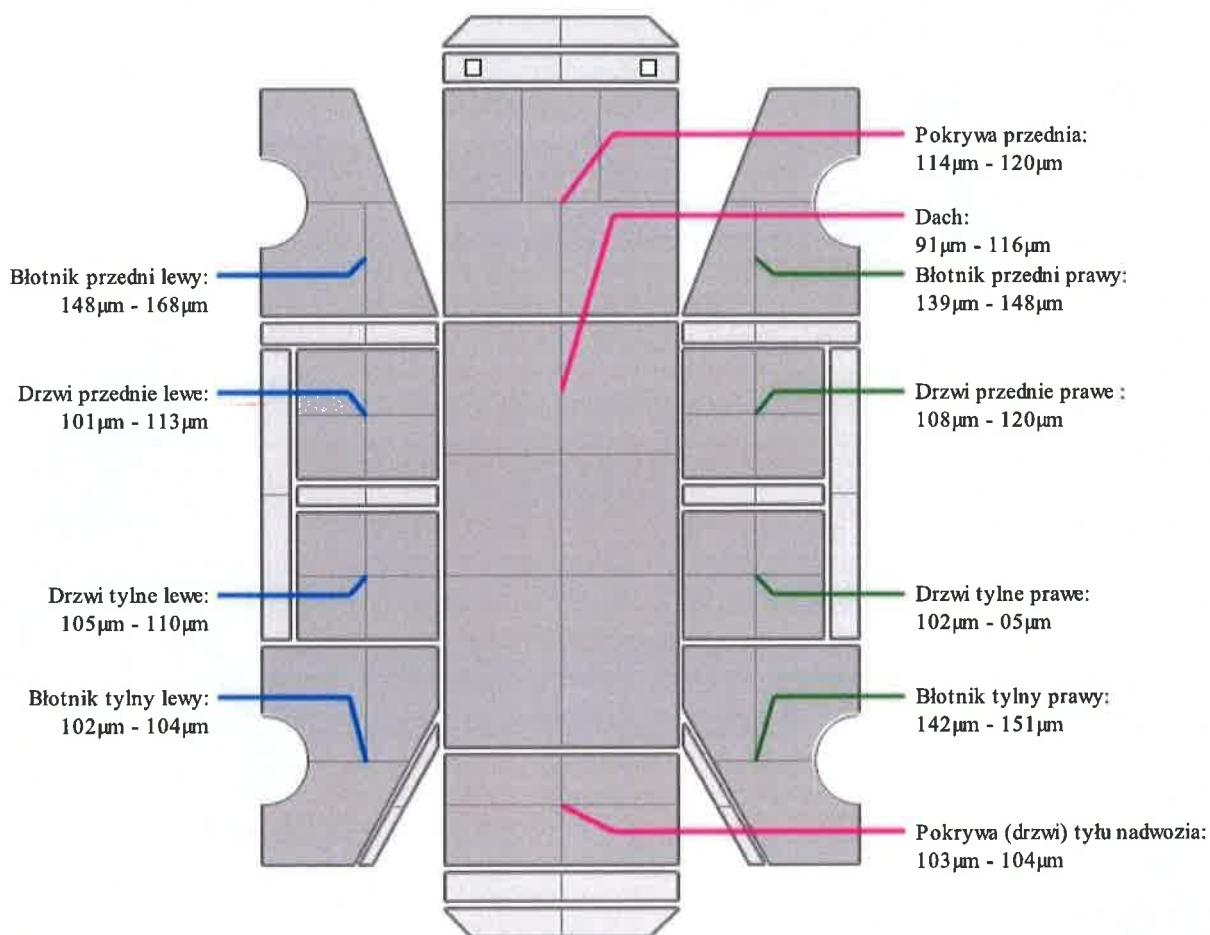 Pokrywa przednia:
114µm - 120µm
Dach:
91µm - 116µm
Błotnik przedni lewy:
148µm - 168µm
Błotnik przedni prawy:
139µm - 148µm
Drzwi przednie lewe:
101µm - 113µm
Drzwi przednie prawe :
108µm - 120µm
Drzwi tylne lewe:
105µm - 110µm
Drzwi tylne prawe:
102µm - 05µm
Błotnik tylny lewy:
102µm - 104µm
Błotnik tylny prawy:
142µm - 151µm
Pokrywa (drzwi) tyłu nadwozia:
103µm - 104µm